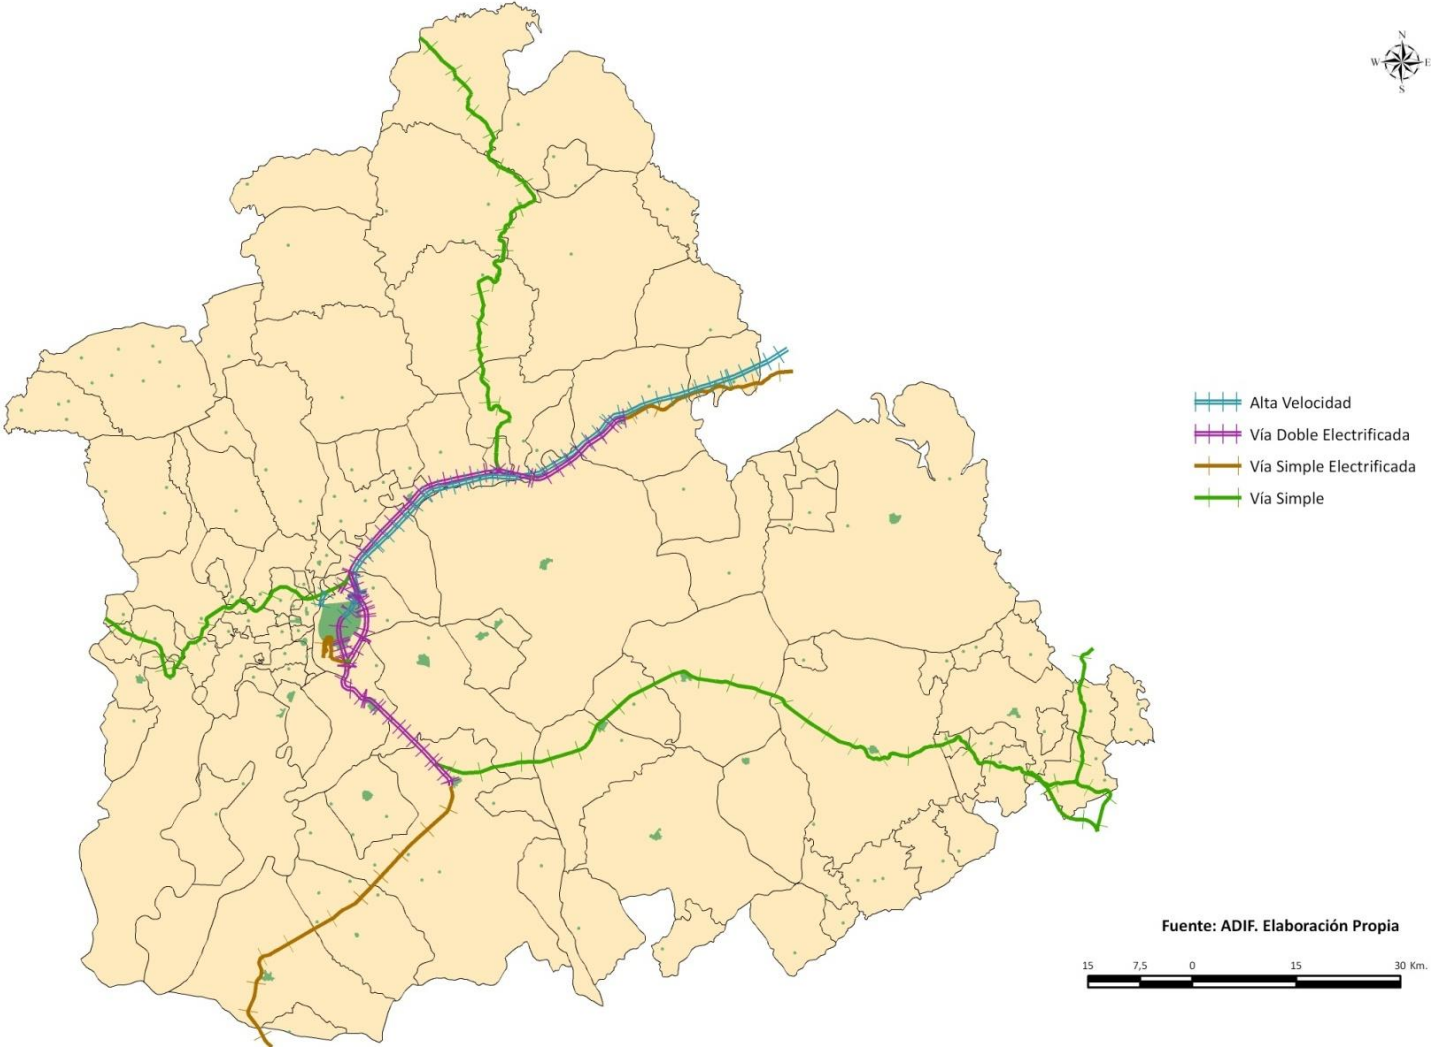 N
W E
S
Alta Velocidad
Vía Doble Electrificada
Vía Simple Electrificada
Vía Simple
Fuente: ADIF. Elaboración Propia
15 7,5 0 15 30 Km.